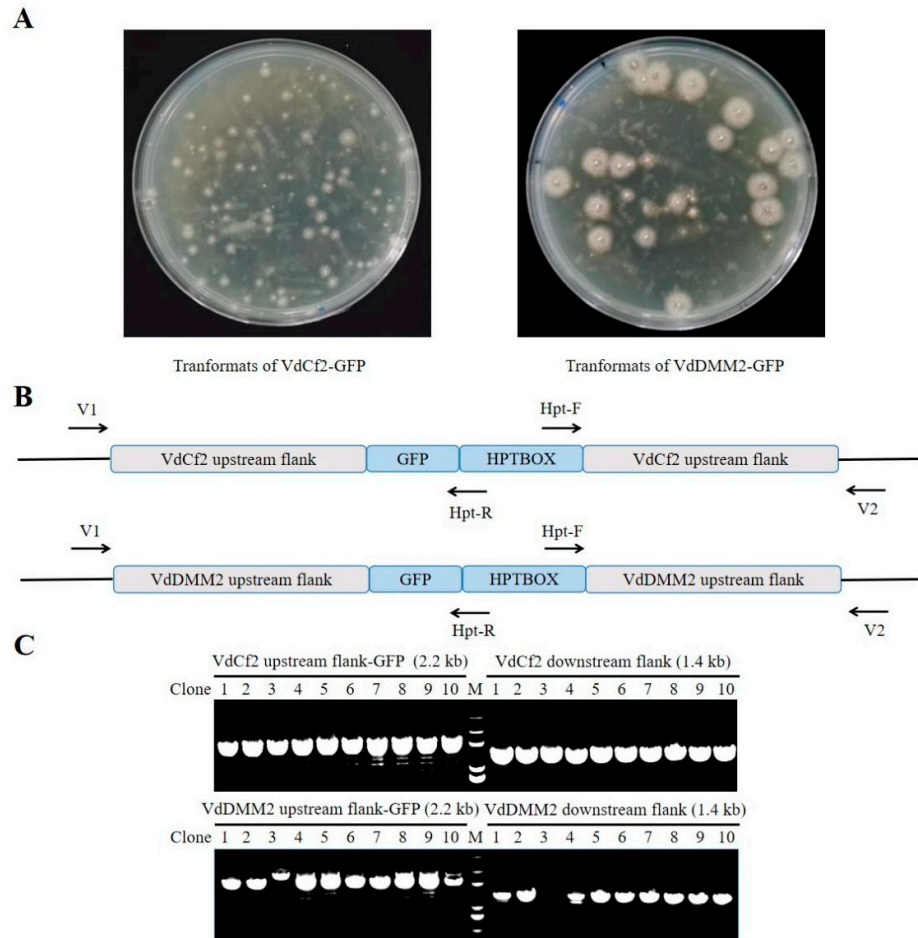 A
Tranformats of VdCf2-GFP
Tranformats of VdDMM2-GFP
B
V1
Hpt-F
VdCf2 upstream flank GFP HPTBOX VdCf2 upstream flank
Hpt-R
V2
V1
Hpt-F
VdDMM2 upstream flank GFP HPTBOX VdDMM2 upstream flank
Hpt-R
V2
C
VdCf2 upstream flank-GFP (2.2 kb) VdCf2 downstream flank (1.4 kb)
Clone 1 2 3 4 5 6 7 8 9 10 M 1 2 3 4 5 6 7 8 9 10
VdDMM2 upstream flank-GFP (2.2 kb) VdDMM2 downstream flank (1.4 kb)
Clone 1 2 3 4 5 6 7 8 9 10 M 1 2 3 4 5 6 7 8 9 10